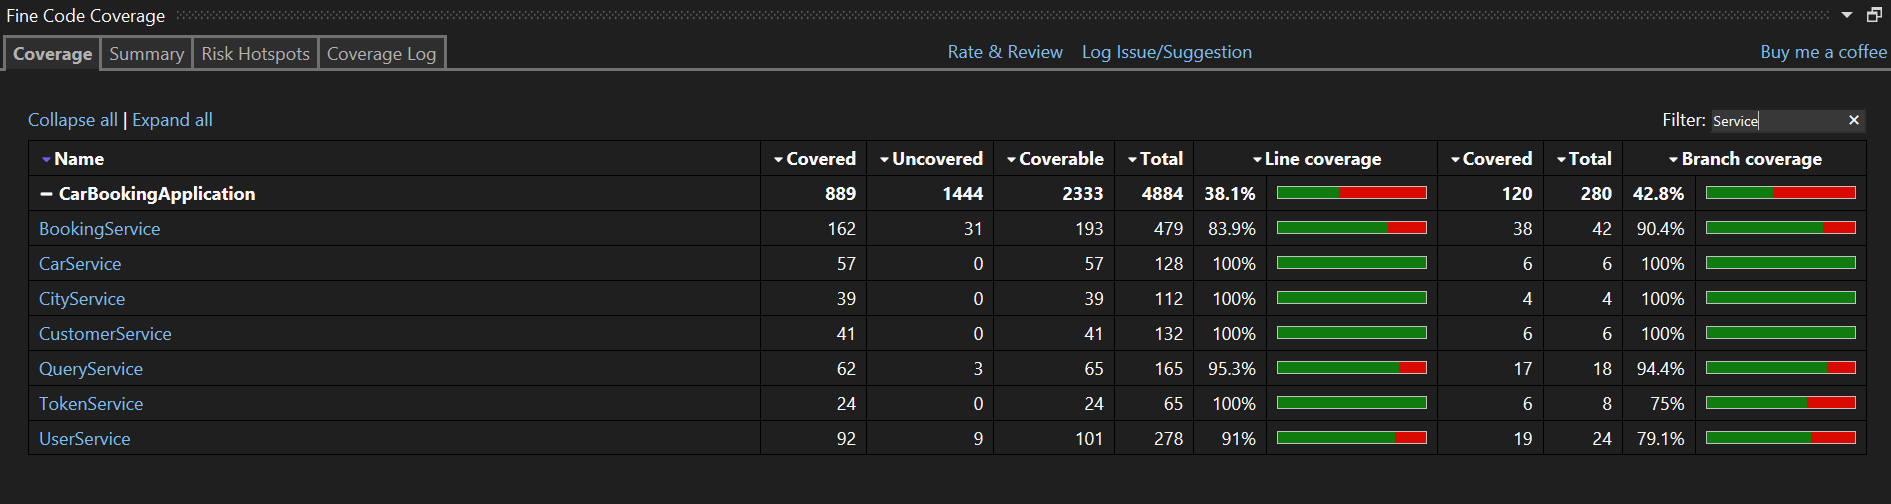 Fine Code Coverage
Coverage Summary Risk Hotspots Coverage Log Rate & Review Log Issue/Suggestion Buy me a coffee
Collapse all | Expand all Filter: Service
Name Covered Uncovered Coverable Total Line coverage Covered Total Branch coverage
CarBookingApplication 889 1444 2333 4884 38.1% 120 280 42.8%
BookingService 162 31 193 479 83.9% 38 42 90.4%
CarService 57 0 57 128 100% 6 6 100%
CityService 39 0 39 112 100% 4 4 100%
CustomerService 41 0 41 132 100% 6 6 100%
QueryService 62 3 65 165 95.3% 17 18 94.4%
TokenService 24 0 24 65 100% 6 8 75%
UserService 92 9 101 278 91% 19 24 79.1%